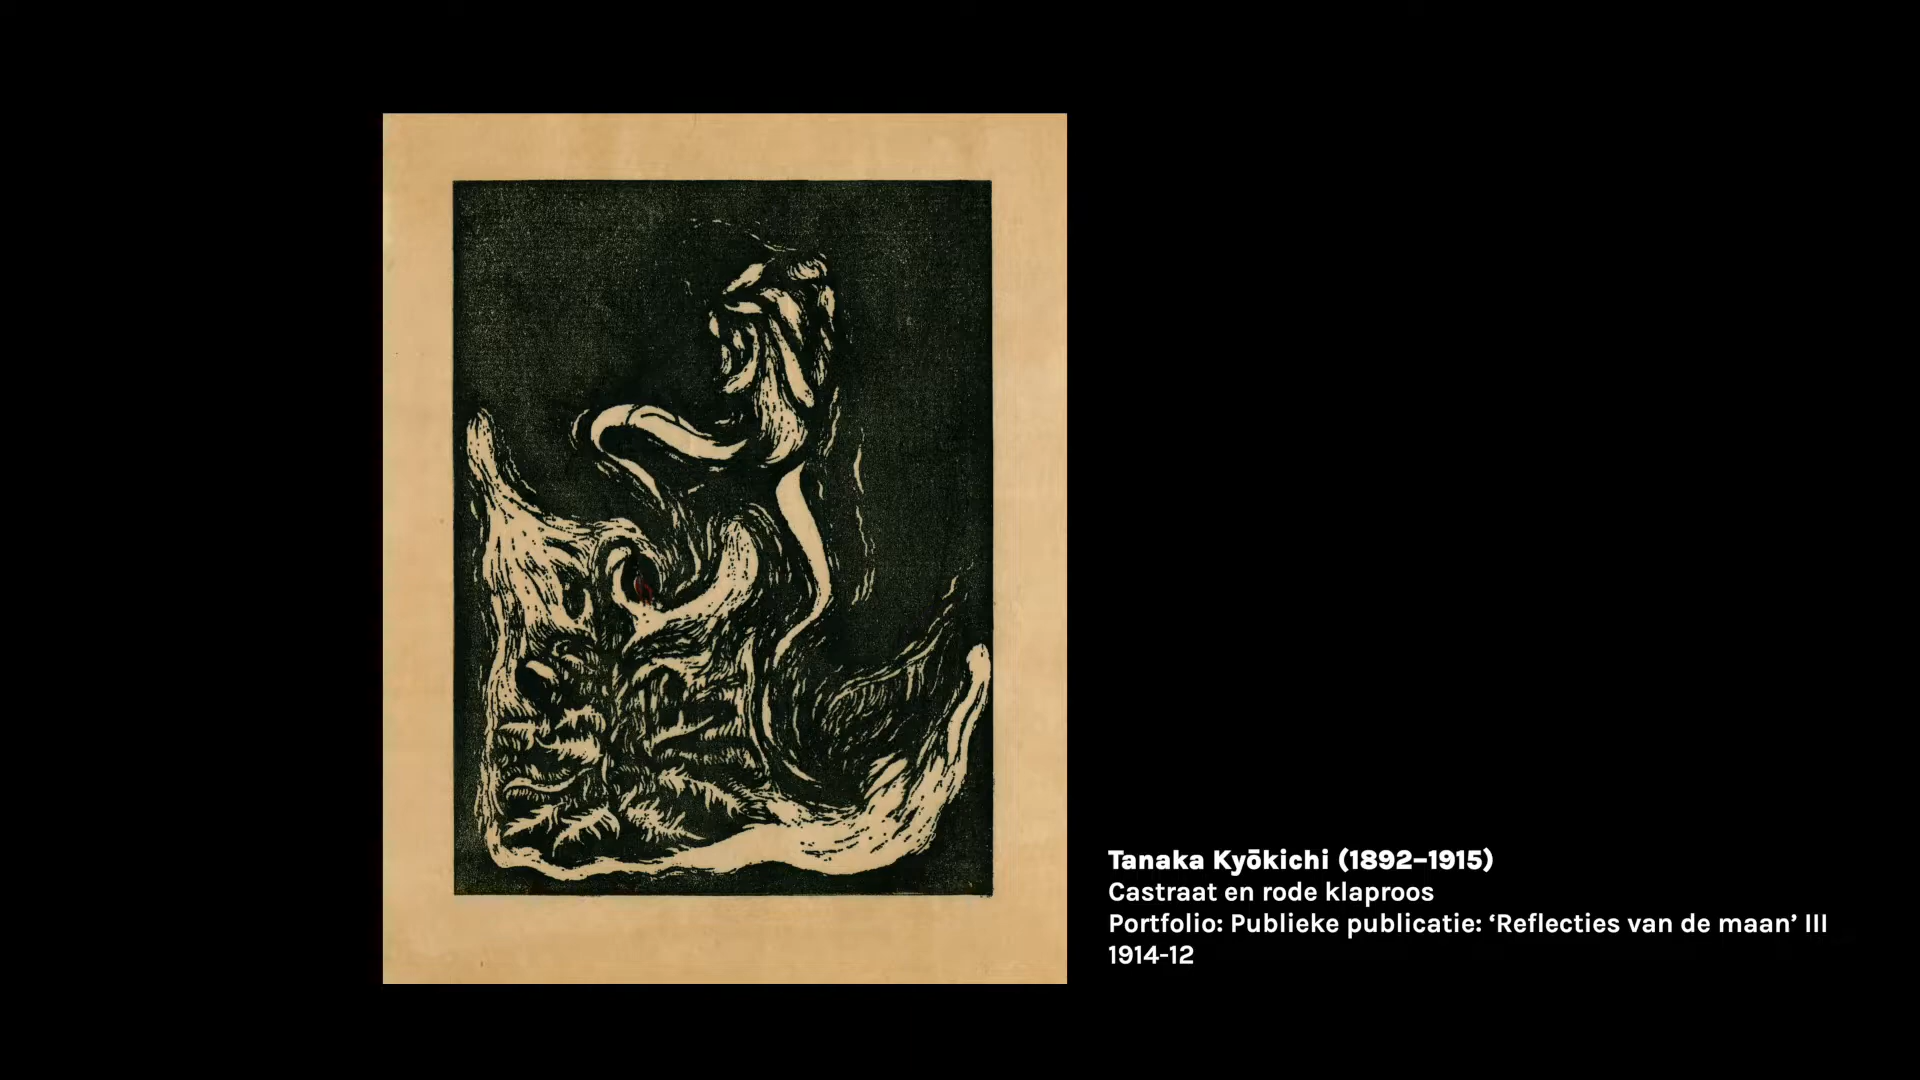 Tanaka Kyōkichi (1892–1915)
Castraat en rode klaproos
Portfolio: Publieke publicatie: ‘Reflecties van de maan’ III
1914-12